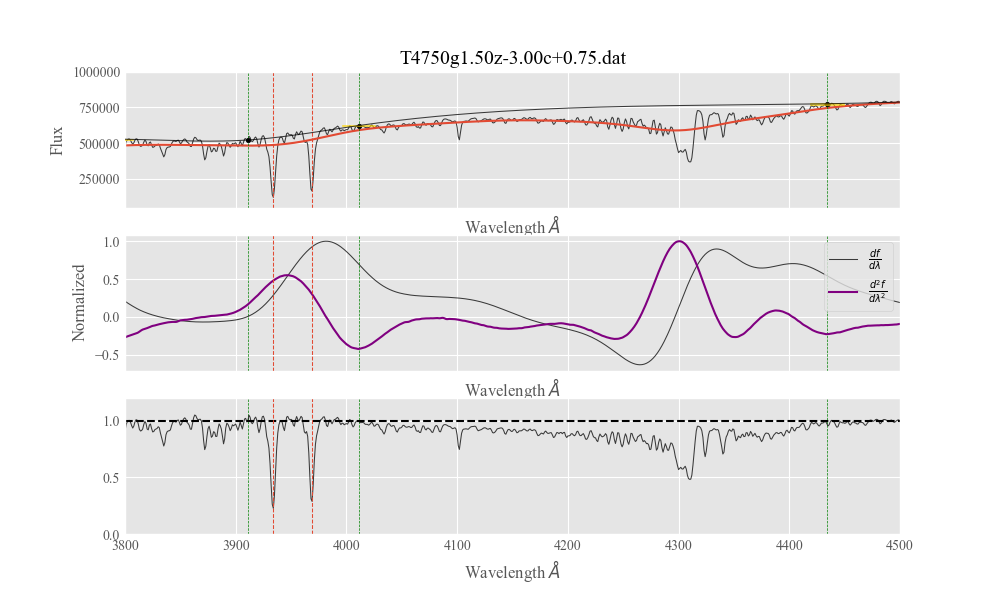 T4750g1.50z-3.00c+0.75.dat
1000000
750000
500000
250000
Flux
Wavelength Å
1.0
0.5
0.0
−0.5
Normalized
df
dλ
d²f
dλ²
Wavelength Å
1.0
0.5
0.0
3800 3900 4000 4100 4200 4300 4400 4500
Wavelength Å